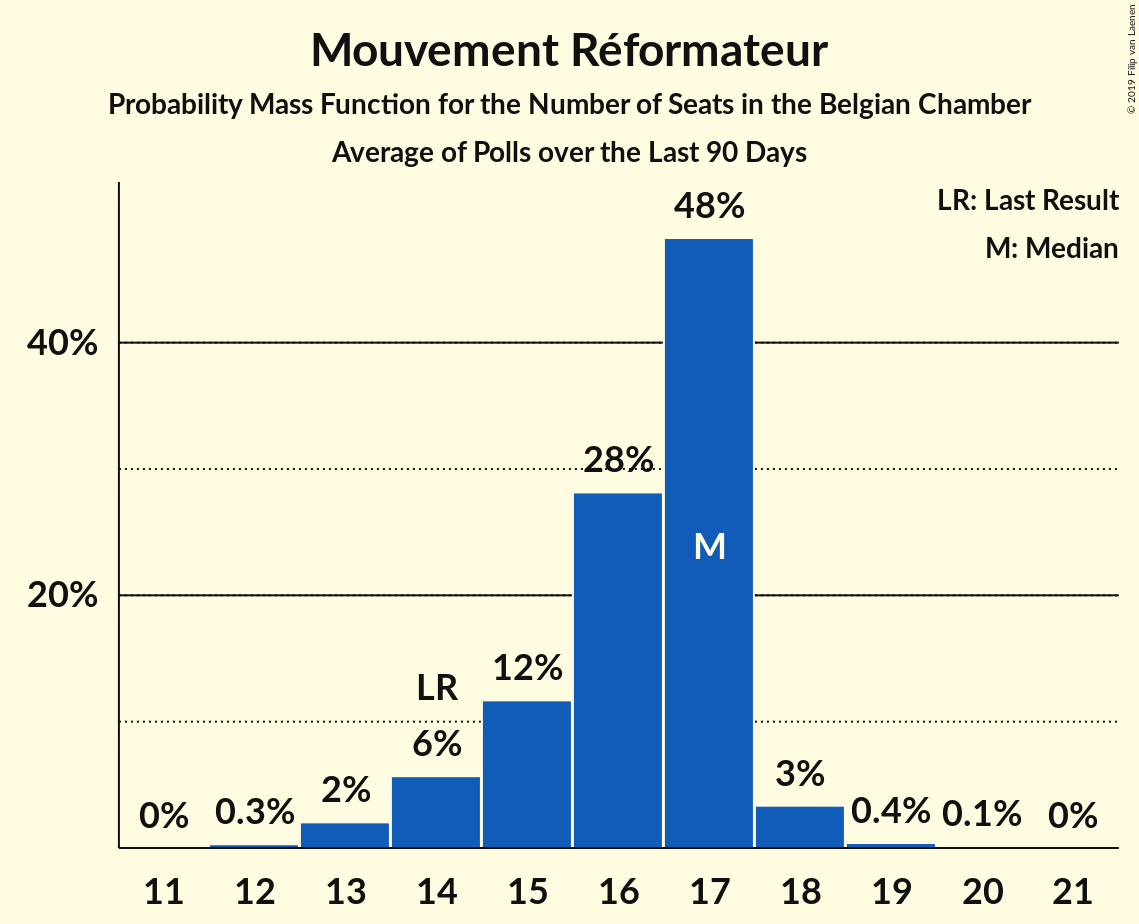 Mouvement Réformateur
Probability Mass Function for the Number of Seats in the Belgian Chamber
Average of Polls over the Last 90 Days
© 2019 Filip van Laenen
LR: Last Result
M: Median
48%
40%
28%
M
20%
12%
LR
6%
3%
2%
0%
0.3%
0.4%
0.1%
0%
11 12 13 14 15 16 17 18 19 20 21